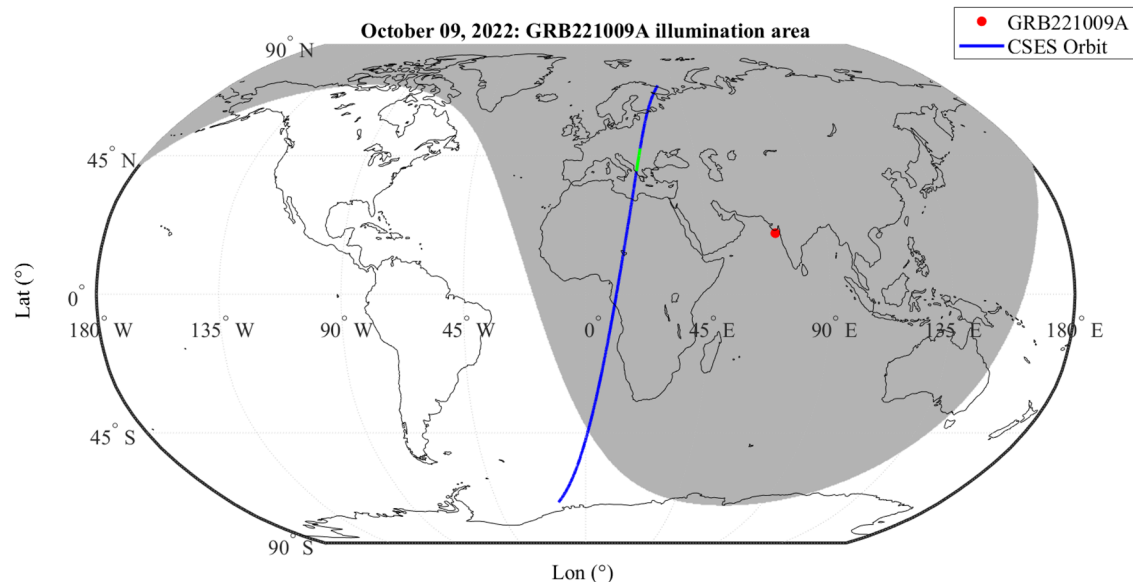 October 09, 2022: GRB221009A illumination area
GRB221009A
CSES Orbit
90° N
45° N
0°
180° W 135° W 90° W 45° W 0° 45° E 90° E 135° E 180° E
45° S
90° S
Lat (°)
Lon (°)